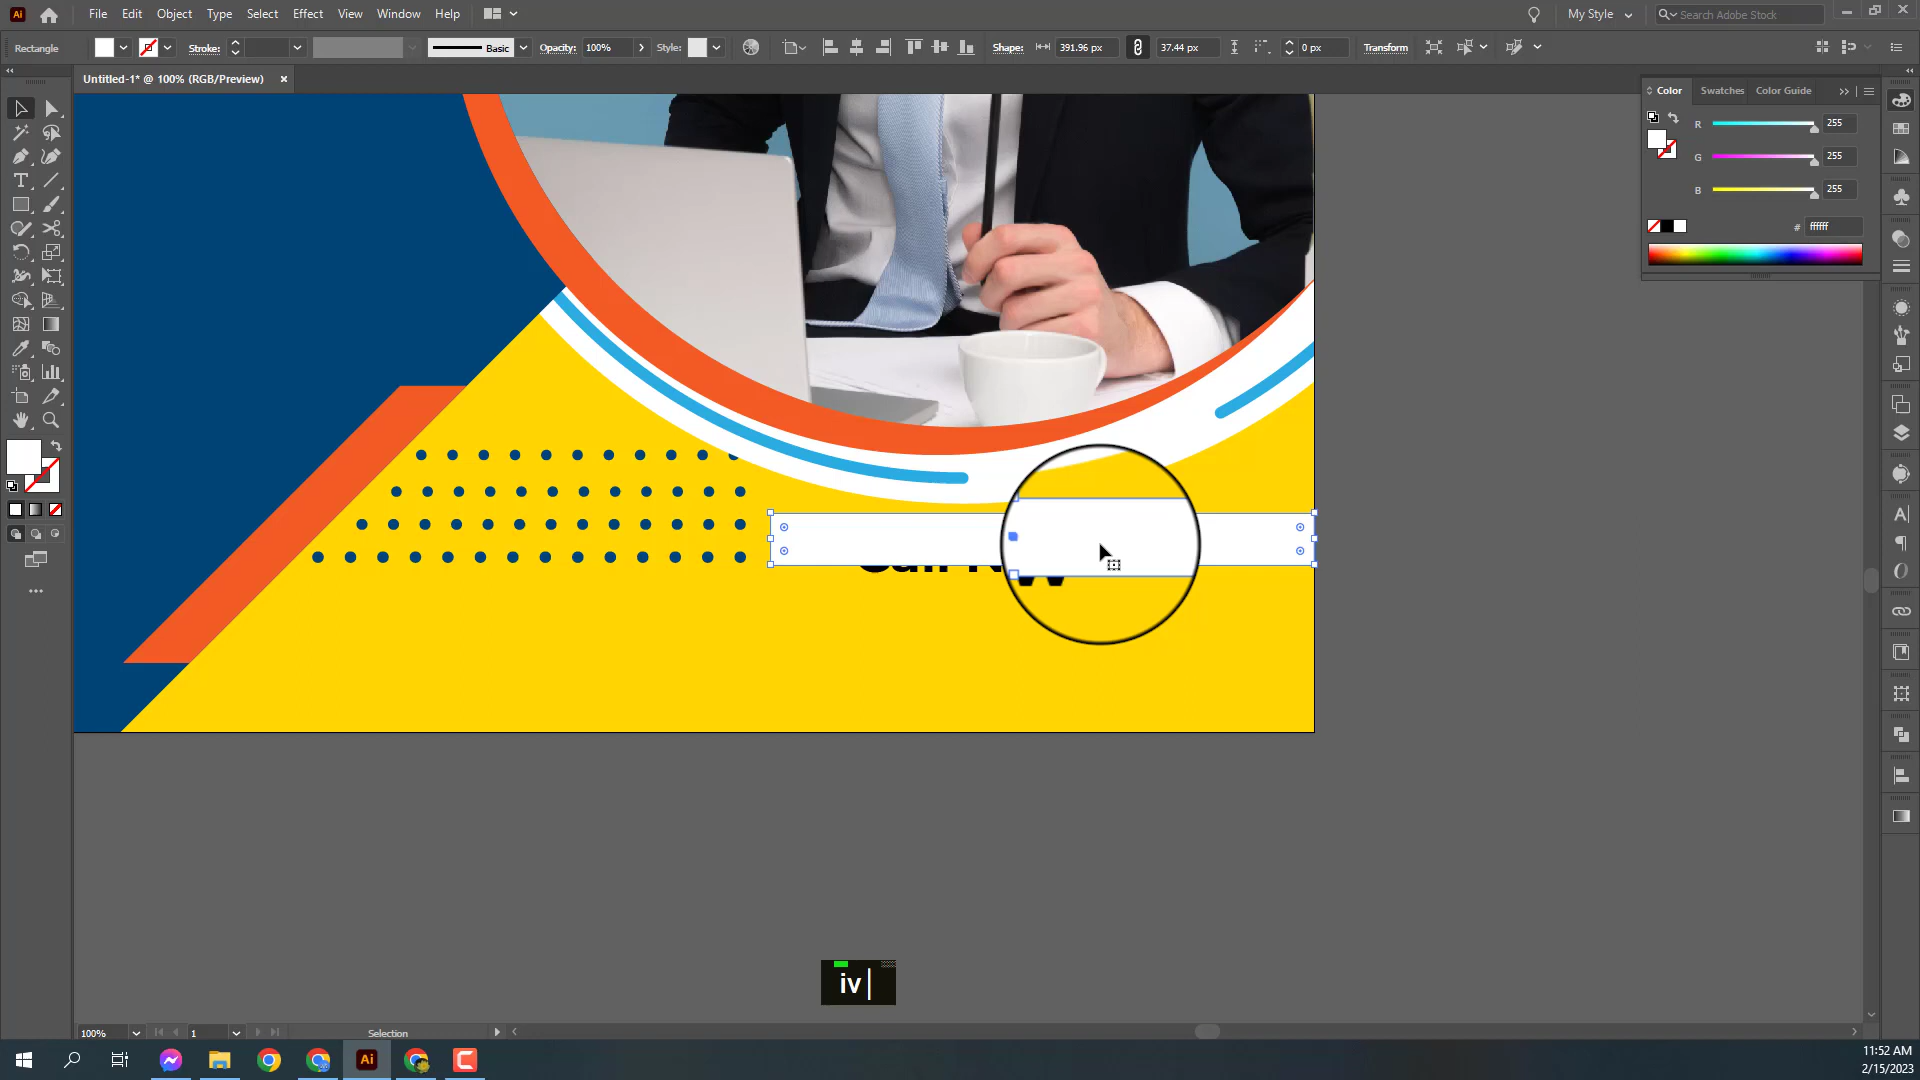 File Edit Object Type Select Effect View Window Help
My Style
Search Adobe Stock
Rectangle
Stroke:
Basic
Opacity: 100%
Style:
Shape: 391.96 px
37.44 px
0 px
Transform
Untitled-1* @ 100% (RGB/Preview)
Color Swatches Color Guide
R 255
G 255
B 255
# ffffff
iv
100%
1
Selection
11:52 AM
2/15/2023